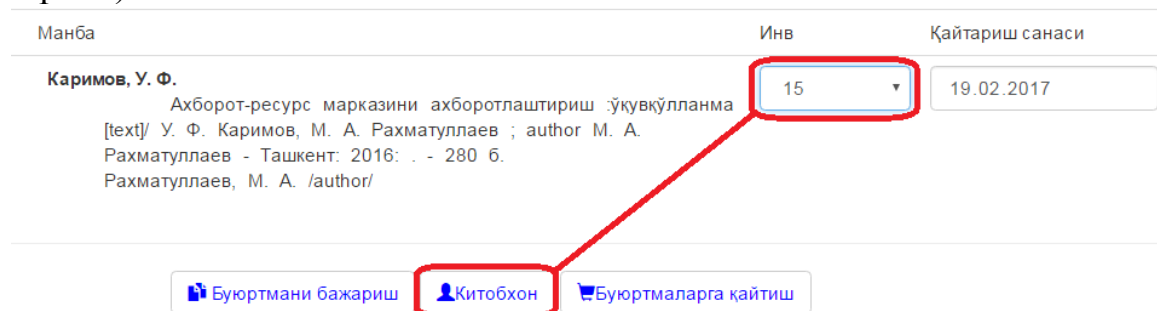 Манба Инв Қайтариш санаси
Каримов, У. Ф. 15 19.02.2017
Ахборот-ресурс марказини ахборотлаштириш :ўқувқўлланма
[text]/ У. Ф. Каримов, М. А. Рахматуллаев ; author М. А.
Рахматуллаев - Ташкент: 2016: . - 280 б.
Рахматуллаев, М. А. /author/
Буюртмани бажариш Китобхон Буюртмаларга қайтиш